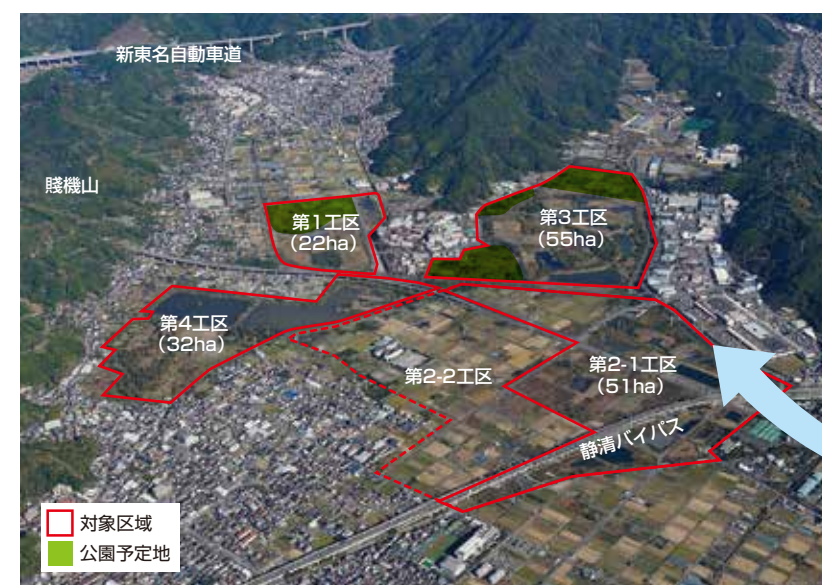 新東名自動車道
賤機山
第1工区
(22ha)
第3工区
(55ha)
第4工区
(32ha)
第2-2工区
第2-1工区
(51ha)
静清バイパス
対象区域
公園予定地